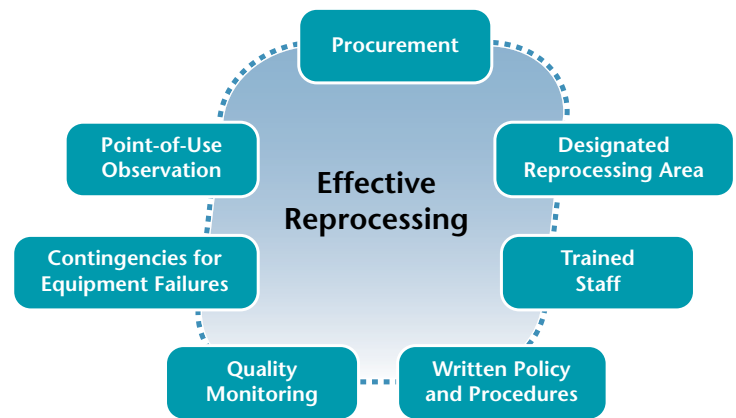 Procurement
Designated
Reprocessing Area
Trained
Staff
Written Policy
and Procedures
Quality
Monitoring
Contingencies for
Equipment Failures
Point-of-Use
Observation
Effective
Reprocessing